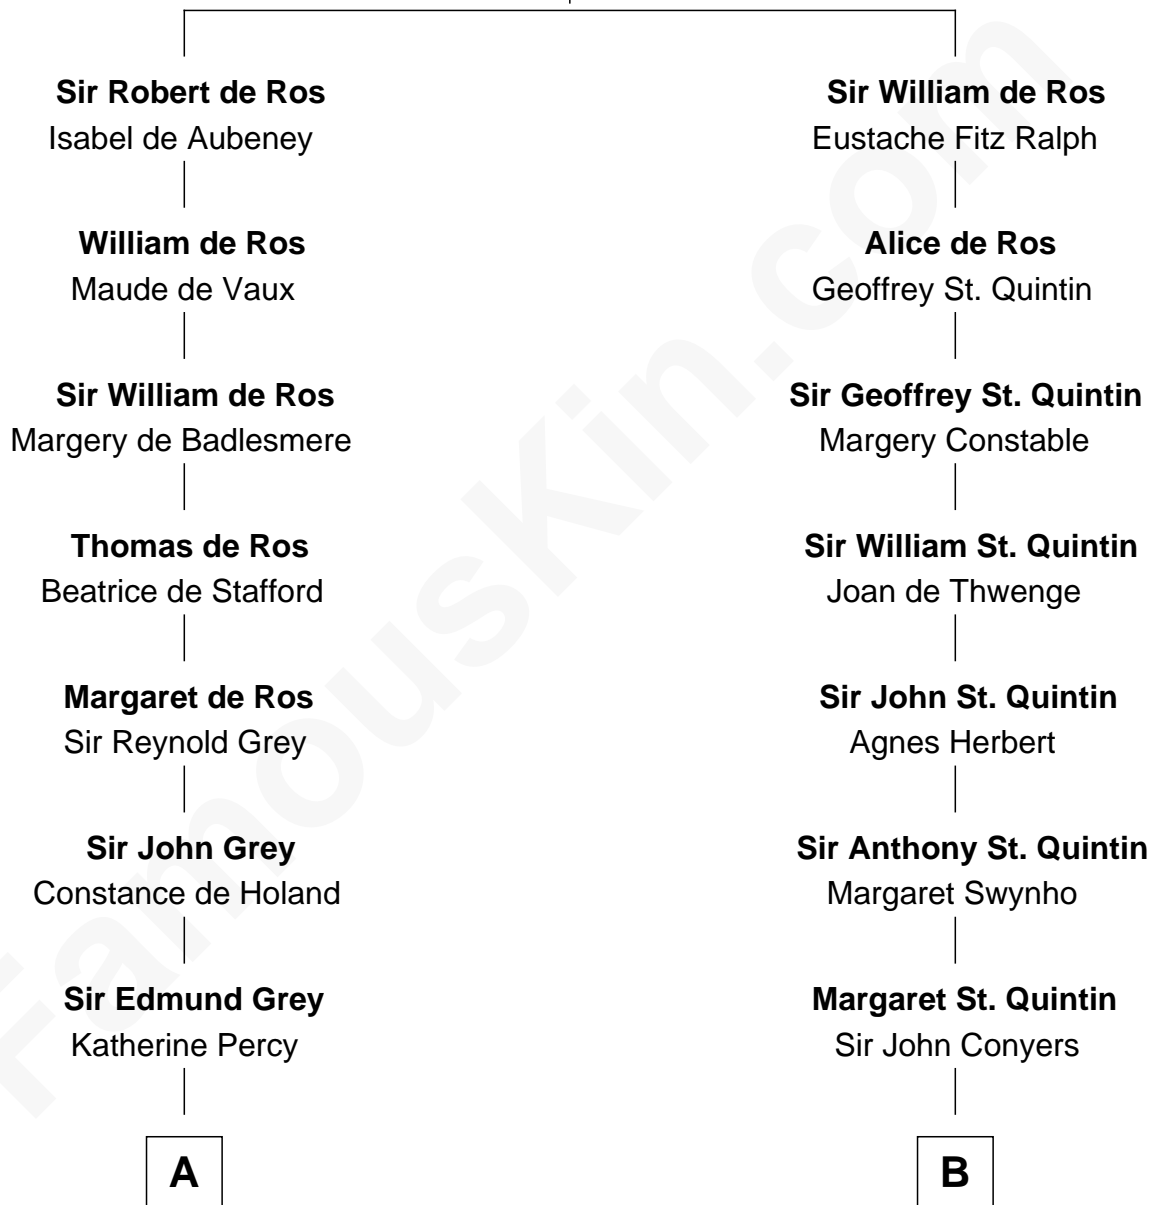 Sir Robert de Ros
Isabel de Aubeney
William de Ros
Maude de Vaux
Sir William de Ros
Margery de Badlesmere
Thomas de Ros
Beatrice de Stafford
Margaret de Ros
Sir Reynold Grey
Sir John Grey
Constance de Holand
Sir Edmund Grey
Katherine Percy
A
Sir William de Ros
Eustache Fitz Ralph
Alice de Ros
Geoffrey St. Quintin
Sir Geoffrey St. Quintin
Margery Constable
Sir William St. Quintin
Joan de Thwenge
Sir John St. Quintin
Agnes Herbert
Sir Anthony St. Quintin
Margaret Swynho
Margaret St. Quintin
Sir John Conyers
B
FamousKin.com